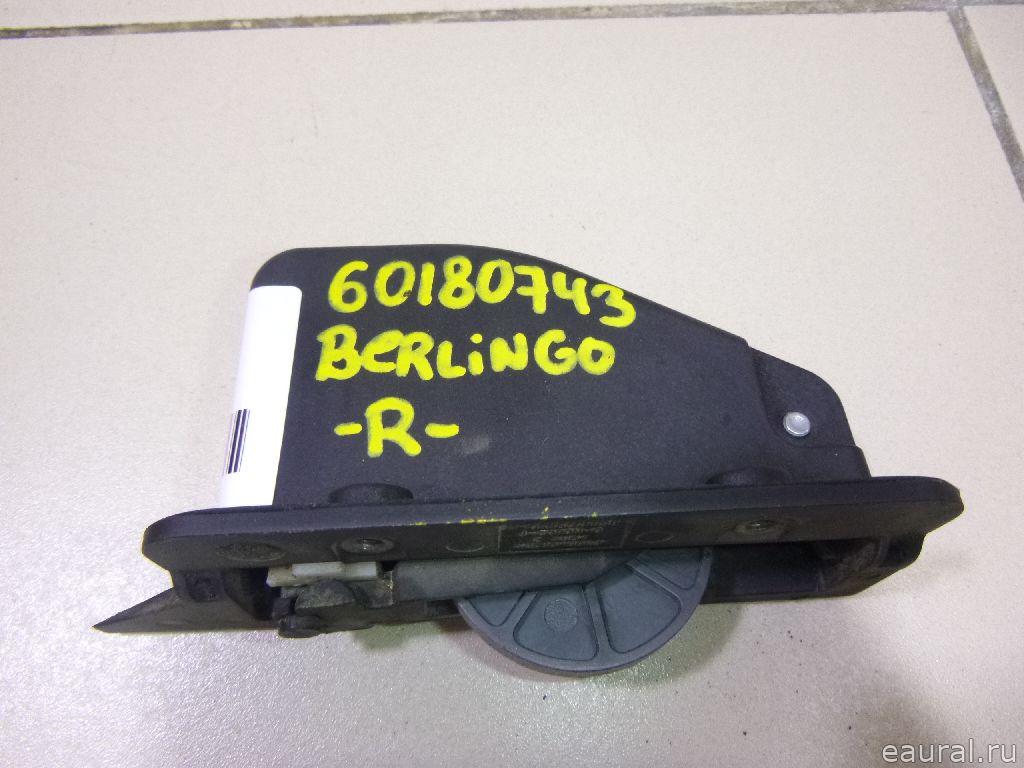 60180743
BERLiNGO
-R-
eaural.ru